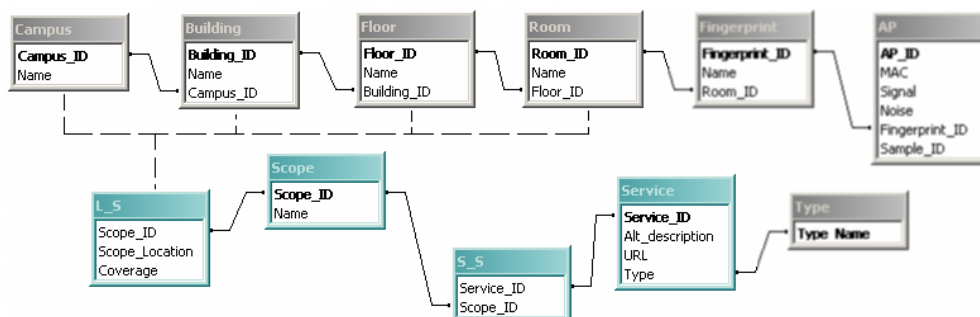 Campus
Campus_ID
Name
Building
Building_ID
Name
Campus_ID
Floor
Floor_ID
Name
Building_ID
Room
Room_ID
Name
Floor_ID
Fingerprint
Fingerprint_ID
Name
Room_ID
AP
AP_ID
MAC
Signal
Noise
Fingerprint_ID
Sample_ID
L_S
Scope_ID
Scope_Location
Coverage
Scope
Scope_ID
Name
S_S
Service_ID
Scope_ID
Service
Service_ID
Alt_description
URL
Type
Type
Type_Name